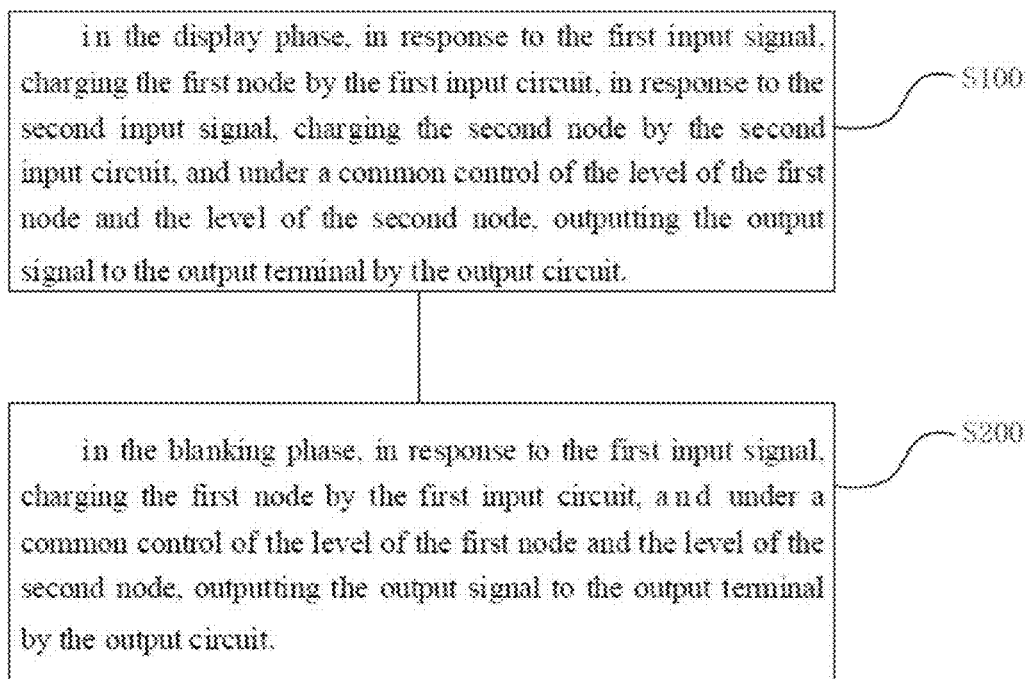 in the display phase, in response to the first input signal,
charging the first node by the first input circuit, in response to the
second input signal, charging the second node by the second
input circuit, and under a common control of the level of the first
node and the level of the second node, outputting the output
signal to the output terminal by the output circuit.
S100
in the blanking phase, in response to the first input signal,
charging the first node by the first input circuit, and under a
common control of the level of the first node and the level of the
second node, outputting the output signal to the output terminal
by the output circuit.
S200